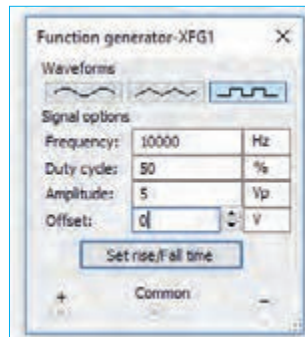 Function generator-XFG1
Waveforms
Signal options
Frequency: 10000 Hz
Duty cycle: 50 %
Amplitude: 5 Vp
Offset: 0 V
Set rise/Fall time
+ Common -